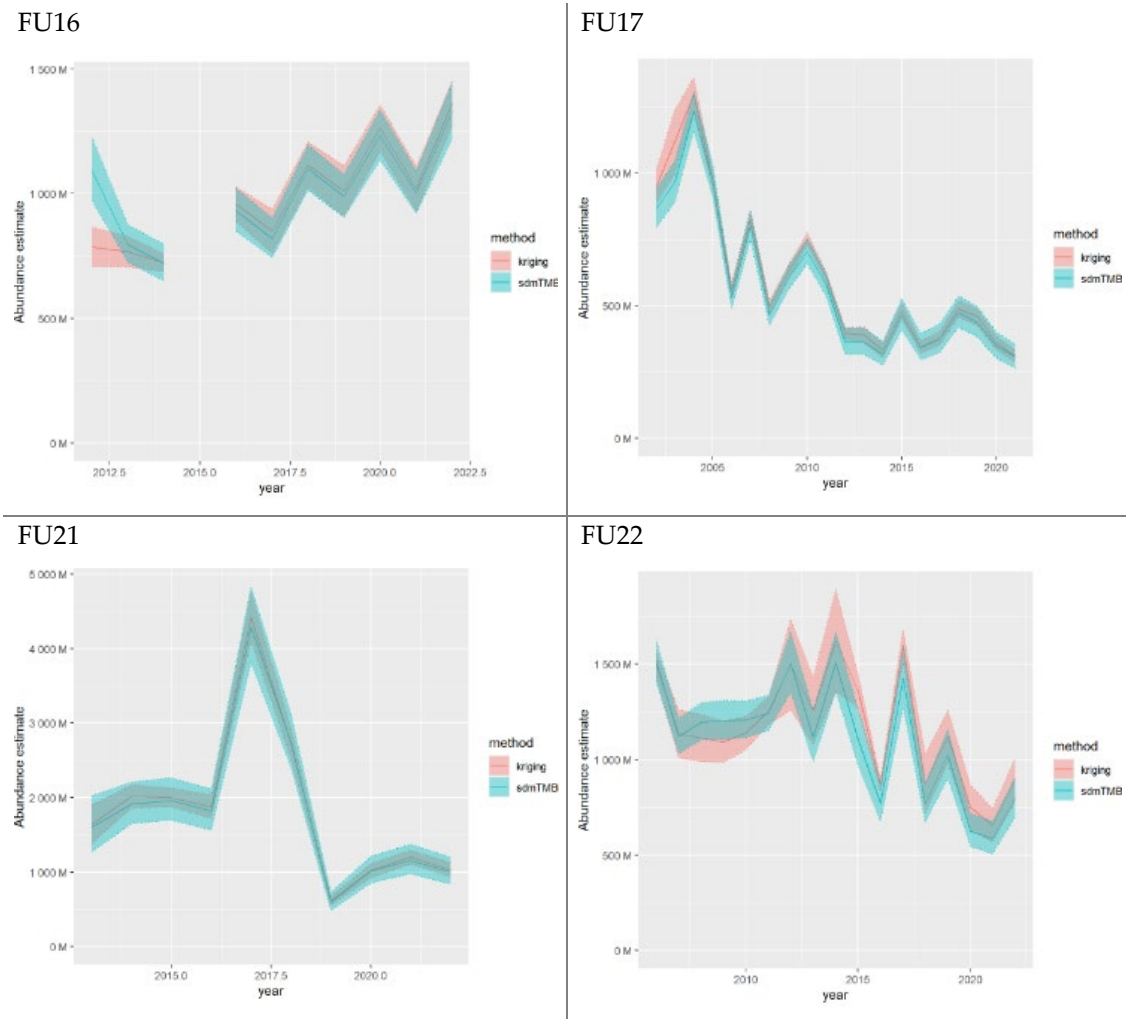 FU16
1 500 M
1 000 M
500 M
0 M
Abundance estimate
2012.5 2015.0 2017.5 2020.0 2022.5
year
method
kriging
sdmTMB
FU17
1 000 M
500 M
0 M
Abundance estimate
2005 2010 2015 2020
year
method
kriging
sdmTMB
FU21
5 000 M
4 000 M
3 000 M
2 000 M
1 000 M
0 M
Abundance estimate
2015.0 2017.5 2020.0
year
method
kriging
sdmTMB
FU22
1 500 M
1 000 M
500 M
0 M
Abundance estimate
2010 2015 2020
year
method
kriging
sdmTMB